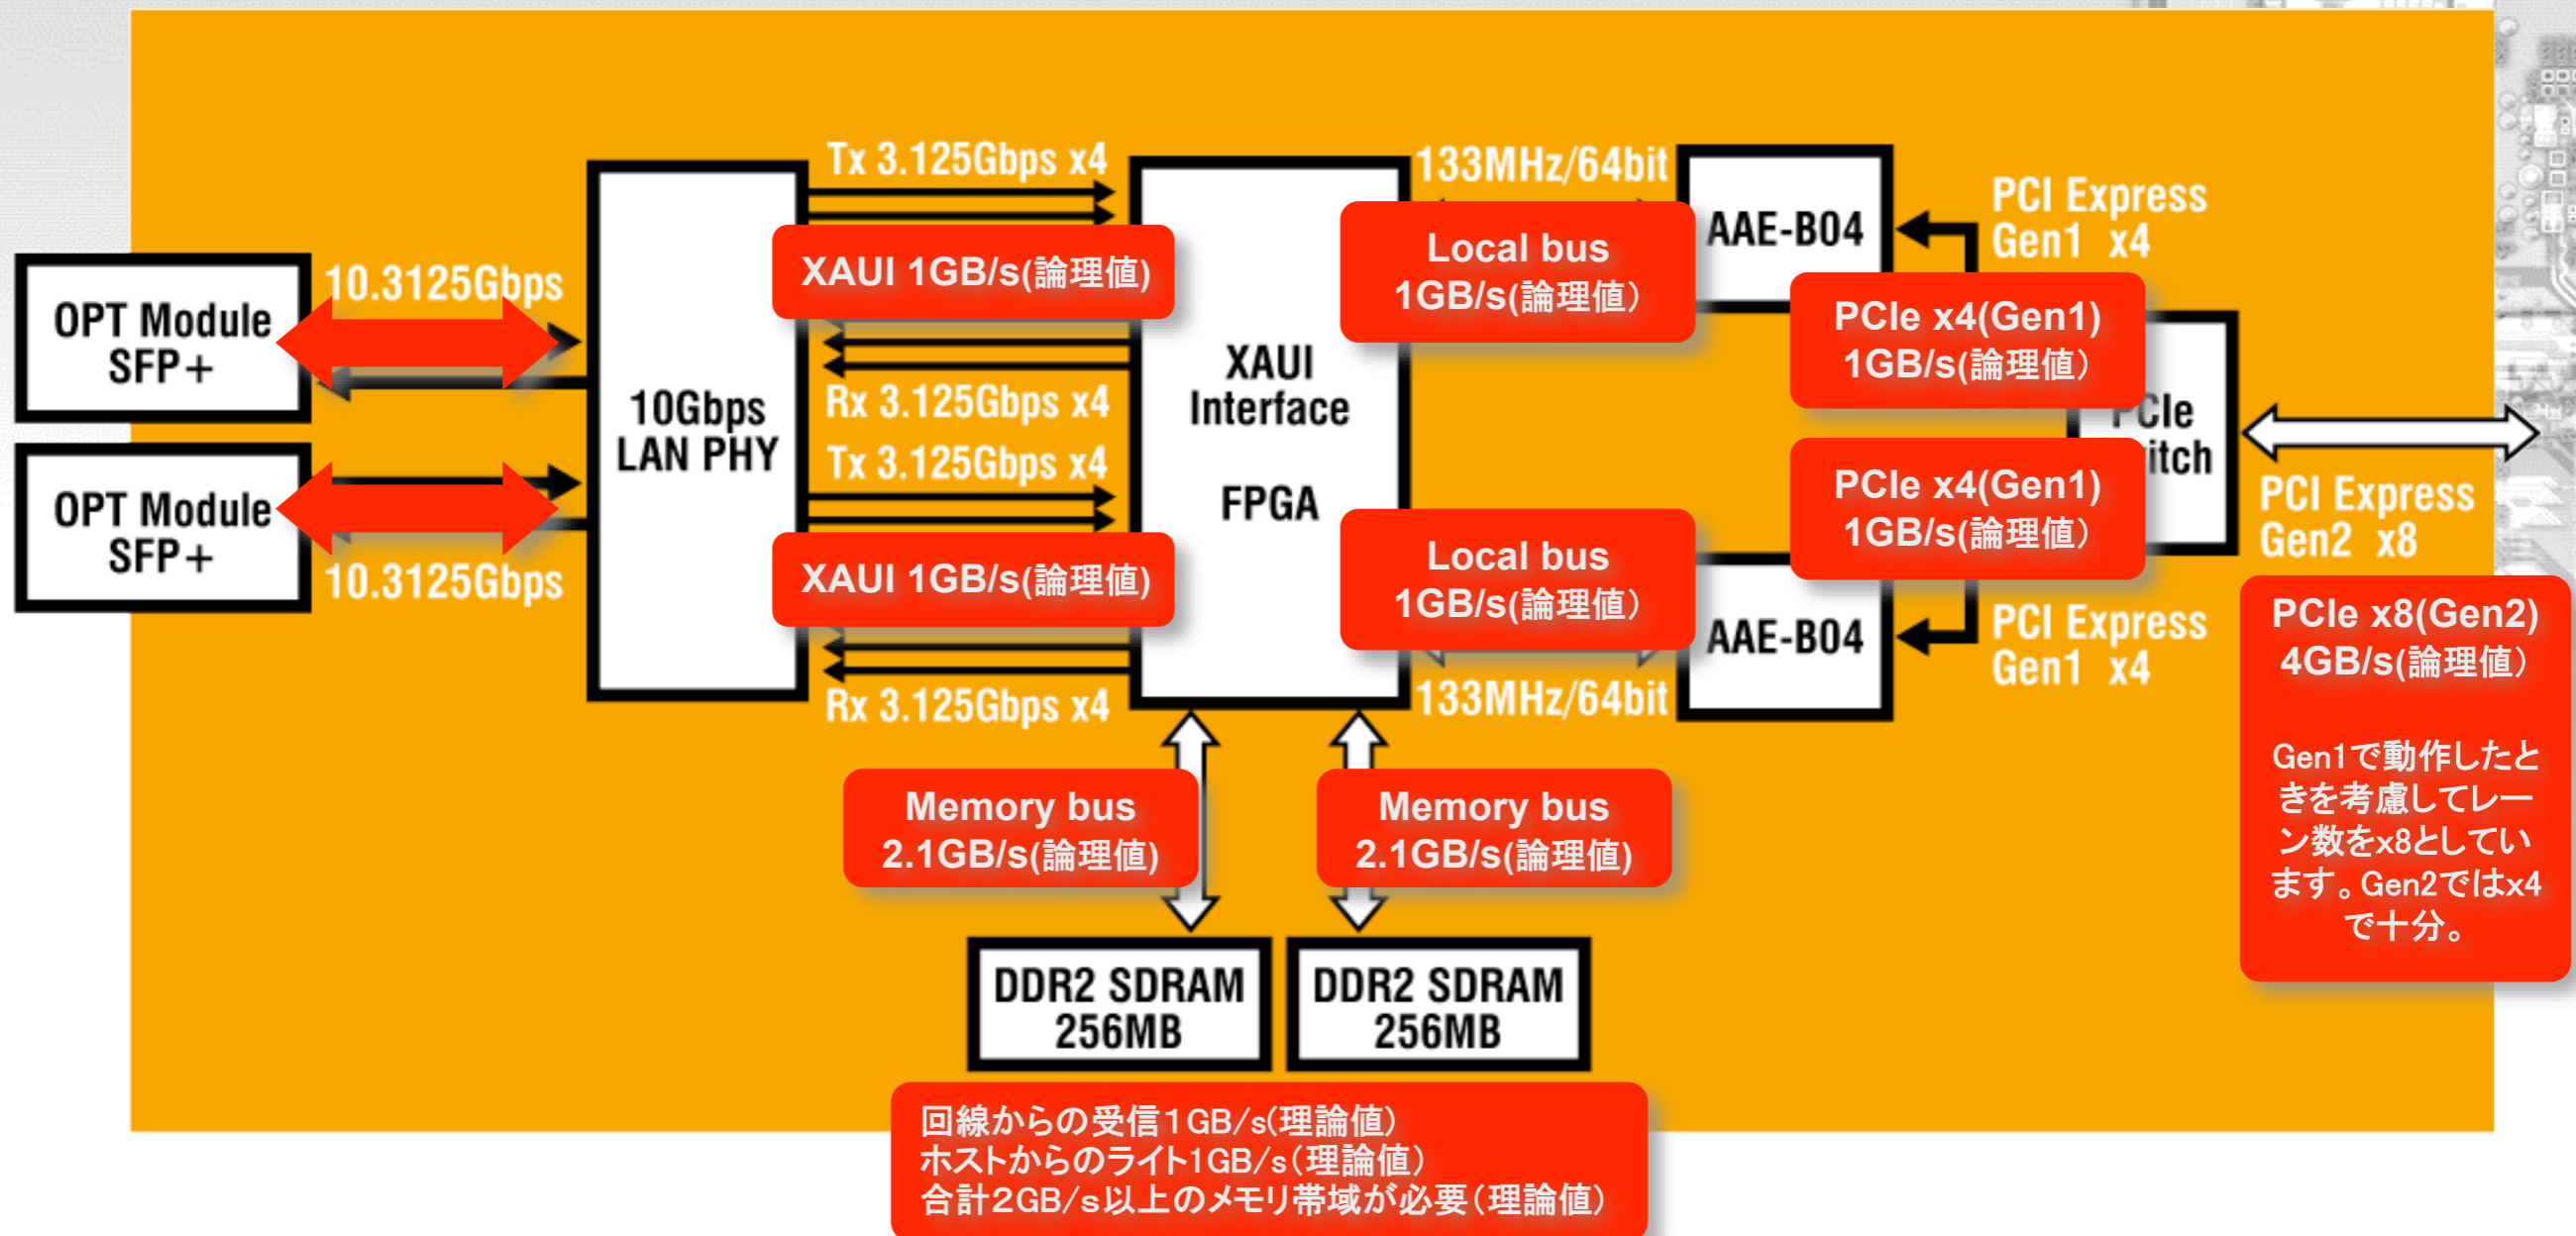 Tx 3.125Gbps x4
133MHz/64bit
AAE-B04
PCI Express
Gen1 x4
XAUI 1GB/s(論理値)
Local bus
1GB/s(論理値)
OPT Module
SFP+
10.3125Gbps
PCIe x4(Gen1)
1GB/s(論理値)
10Gbps
LAN PHY
XAUI
Interface
FPGA
Rx 3.125Gbps x4
Tx 3.125Gbps x4
PCIe
PCIe x4(Gen1)
1GB/s(論理値)
OPT Module
SFP+
10.3125Gbps
PCI Express
Gen2 x8
XAUI 1GB/s(論理値)
Local bus
1GB/s(論理値)
AAE-B04
PCI Express
Gen1 x4
Rx 3.125Gbps x4
133MHz/64bit
PCIe x8(Gen2)
4GB/s(論理値)
Gen1で動作したと
きを考慮してレー
ン数をx8としてい
ます。Gen2ではx4
で十分。
Memory bus
2.1GB/s(論理値)
Memory bus
2.1GB/s(論理値)
DDR2 SDRAM
256MB
DDR2 SDRAM
256MB
回線からの受信１GB/s(理論値)
ホストからのライト1GB/s(理論値)
合計２GB/s以上のメモリ帯域が必要(理論値)